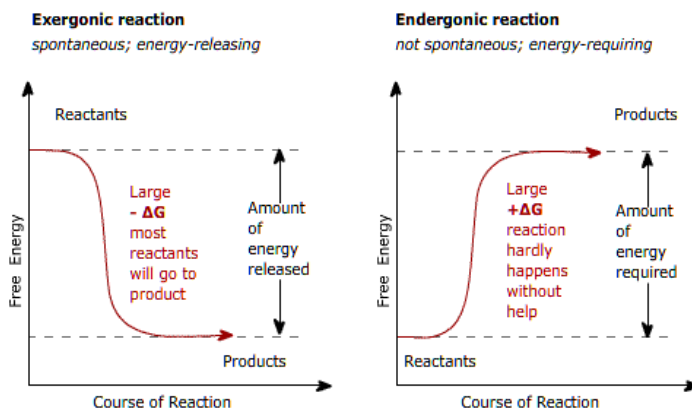 Exergonic reaction
spontaneous; energy-releasing
Reactants
Large
- ΔG
most
reactants
will go to
product
Amount
of
energy
released
Products
Free Energy
Course of Reaction
Endergonic reaction
not spontaneous; energy-requiring
Products
Large
+ΔG
reaction
hardly
happens
without
help
Amount
of
energy
required
Reactants
Free Energy
Course of Reaction